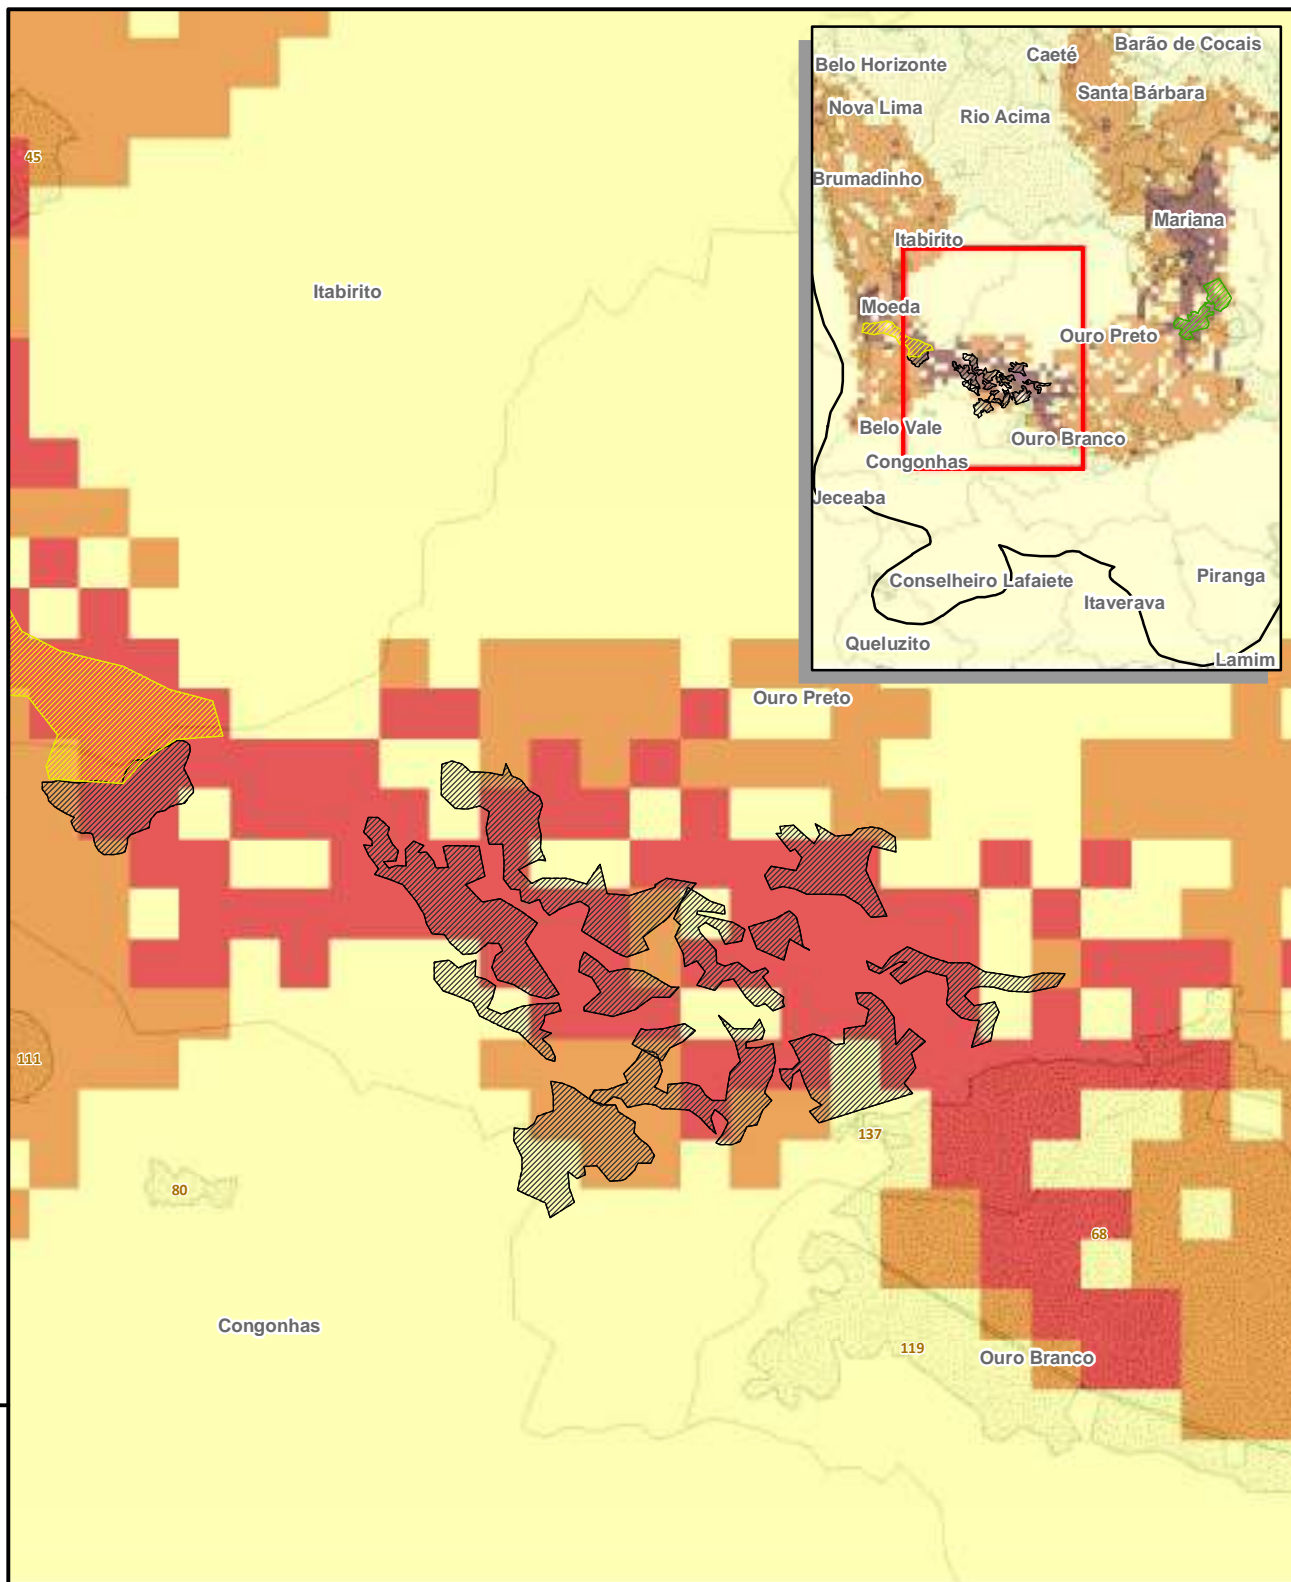 Barão de Cocais
Caeté
Belo Horizonte
Santa Bárbara
Nova Lima
Rio Acima
45
Brumadinho
Mariana
Itabirito
Itabirito
Moeda
Ouro Preto
Belo Vale
Ouro Branco
Congonhas
Jeceaba
Conselheiro Lafaiete
Piranga
Itaverava
Queluzito
Lamim
Ouro Preto
111
137
80
68
Congonhas
119
Ouro Branco